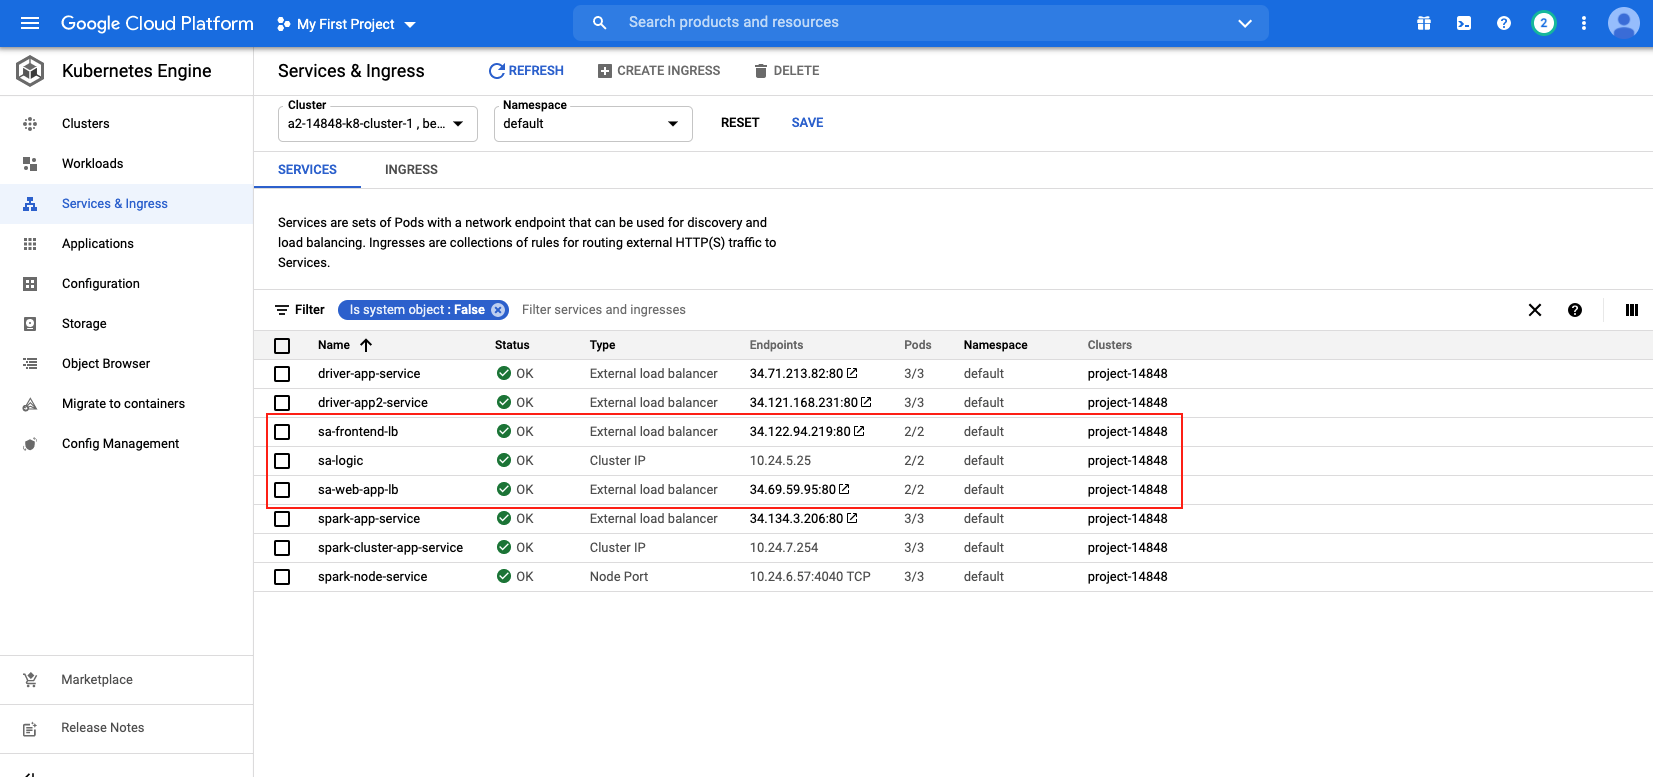 Google Cloud Platform
My First Project
Search products and resources
2
Kubernetes Engine
Services & Ingress
REFRESH
CREATE INGRESS
DELETE
Clusters
Workloads
Services & Ingress
Applications
Configuration
Storage
Object Browser
Migrate to containers
Config Management
Marketplace
Release Notes
Cluster
a2-14848-k8-cluster-1 , be...
Namespace
default
RESET
SAVE
SERVICES
INGRESS
Services are sets of Pods with a network endpoint that can be used for discovery and
load balancing. Ingresses are collections of rules for routing external HTTP(S) traffic to
Services.
Filter
Is system object : False
Filter services and ingresses
Name Status Type Endpoints Pods Namespace Clusters
driver-app-service OK External load balancer 34.71.213.82:80 3/3 default project-14848
driver-app2-service OK External load balancer 34.121.168.231:80 3/3 default project-14848
sa-frontend-lb OK External load balancer 34.122.94.219:80 2/2 default project-14848
sa-logic OK Cluster IP 10.24.5.25 2/2 default project-14848
sa-web-app-lb OK External load balancer 34.69.59.95:80 2/2 default project-14848
spark-app-service OK External load balancer 34.134.3.206:80 3/3 default project-14848
spark-cluster-app-service OK Cluster IP 10.24.7.254 3/3 default project-14848
spark-node-service OK Node Port 10.24.6.57:4040 TCP 3/3 default project-14848